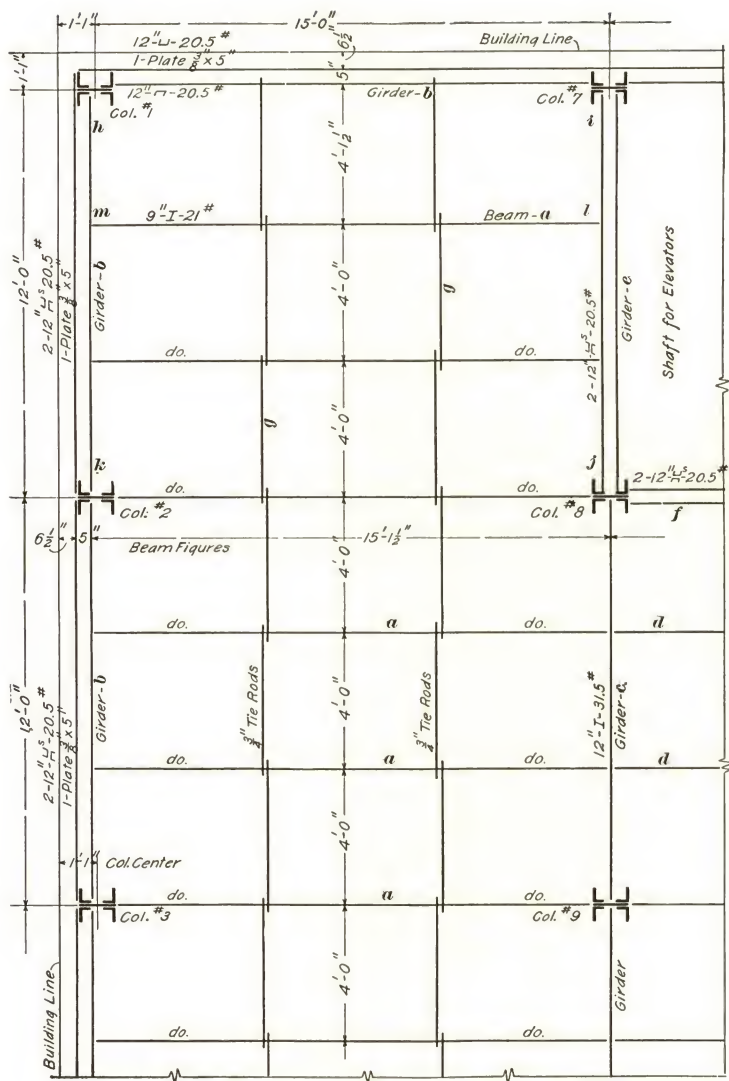 1'-1"
15'-0"
12"-⊔-20.5#
6 1/2"
Building Line
1-Plate 3/8" x 5"
5"
1'-1"
12"-⊓-20.5#
Girder-b
Col. #1
Col. #7
h
i
4'-1 1/2"
m
9"-I-21#
Beam-a
l
12'-0"
2-12"⊔⊓s-20.5#
1-Plate 3/8" x 5"
Girder-b
4'-0"
g
2-12"⊔⊓s-20.5#
Girder-e
Shaft for Elevators
do.
do.
g
4'-0"
k
j
2-12"⊔⊓s-20.5#
do.
do.
Col. #2
Col. #8
f
6 1/2"
5"
15'-1 1/2"
Beam Figures
4'-0"
do.
a
do.
d
12'-0"
2-12"⊔⊓s-20.5#
1-Plate 3/8" x 5"
Girder-b
3/4" Tie Rods
4'-0"
3/4" Tie Rods
12"-I-31.5#
Girder-c
do.
a
do.
d
4'-0"
1'-1"
Col. Center
do.
a
do.
Col. #3
Col. #9
4'-0"
Building Line
Girder
do.
do.